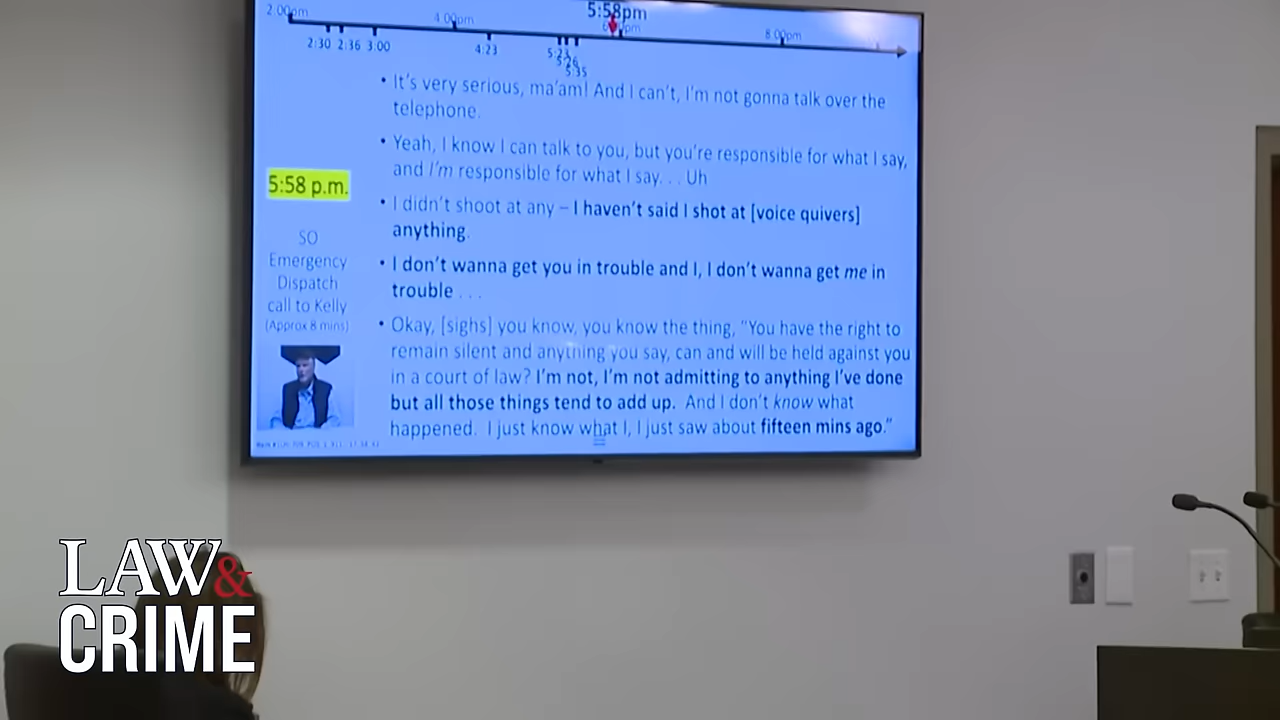 2:00pm
4:00pm
5:58pm
8:00pm
2:30 2:36 3:00
4:23
5:23
5:26
5:35
• It's very serious, ma'am! And I can't, I'm not gonna talk over the
telephone.
• Yeah, I know I can talk to you, but you're responsible for what I say,
and I'm responsible for what I say. . . Uh
5:58 p.m.
• I didn't shoot at any – I haven't said I shot at [voice quivers]
anything.
SO
Emergency
Dispatch
call to Kelly
(Approx 8 mins)
• I don't wanna get you in trouble and I, I don't wanna get me in
trouble . . .
• Okay, [sighs] you know, you know the thing, "You have the right to
remain silent and anything you say, can and will be held against you
in a court of law? I'm not, I'm not admitting to anything I've done
but all those things tend to add up. And I don't know what
happened. I just know what I, I just saw about fifteen mins ago."
LAW&
CRIME